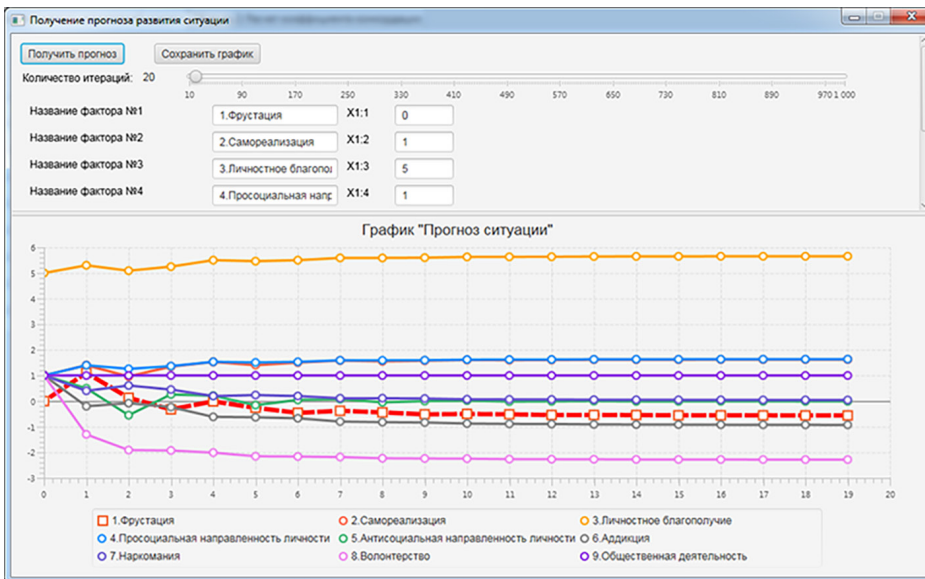 Получение прогноза развития ситуации
Получить прогноз Сохранить график
Количество итераций: 20
10 90 170 250 330 410 490 570 650 730 810 890 970 1 000
Название фактора №1 1.Фрустация X1:1 0
Название фактора №2 2.Самореализация X1:2 1
Название фактора №3 3.Личностное благопол X1:3 5
Название фактора №4 4.Просоциальная напр X1:4 1
График "Прогноз ситуации"
6
5
4
3
2
1
0
-1
-2
-3
0 1 2 3 4 5 6 7 8 9 10 11 12 13 14 15 16 17 18 19 20
1.Фрустация 2.Самореализация 3.Личностное благополучие
4.Просоциальная направленность личности 5.Антисоциальная направленность личности 6.Аддикция
7.Наркомания 8.Волонтерство 9.Общественная деятельность